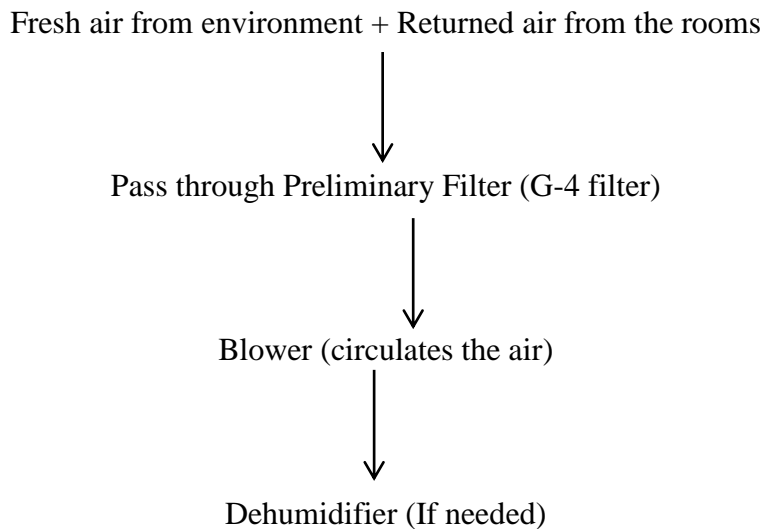 Fresh air from environment + Returned air from the rooms
Pass through Preliminary Filter (G-4 filter)
Blower (circulates the air)
Dehumidifier (If needed)